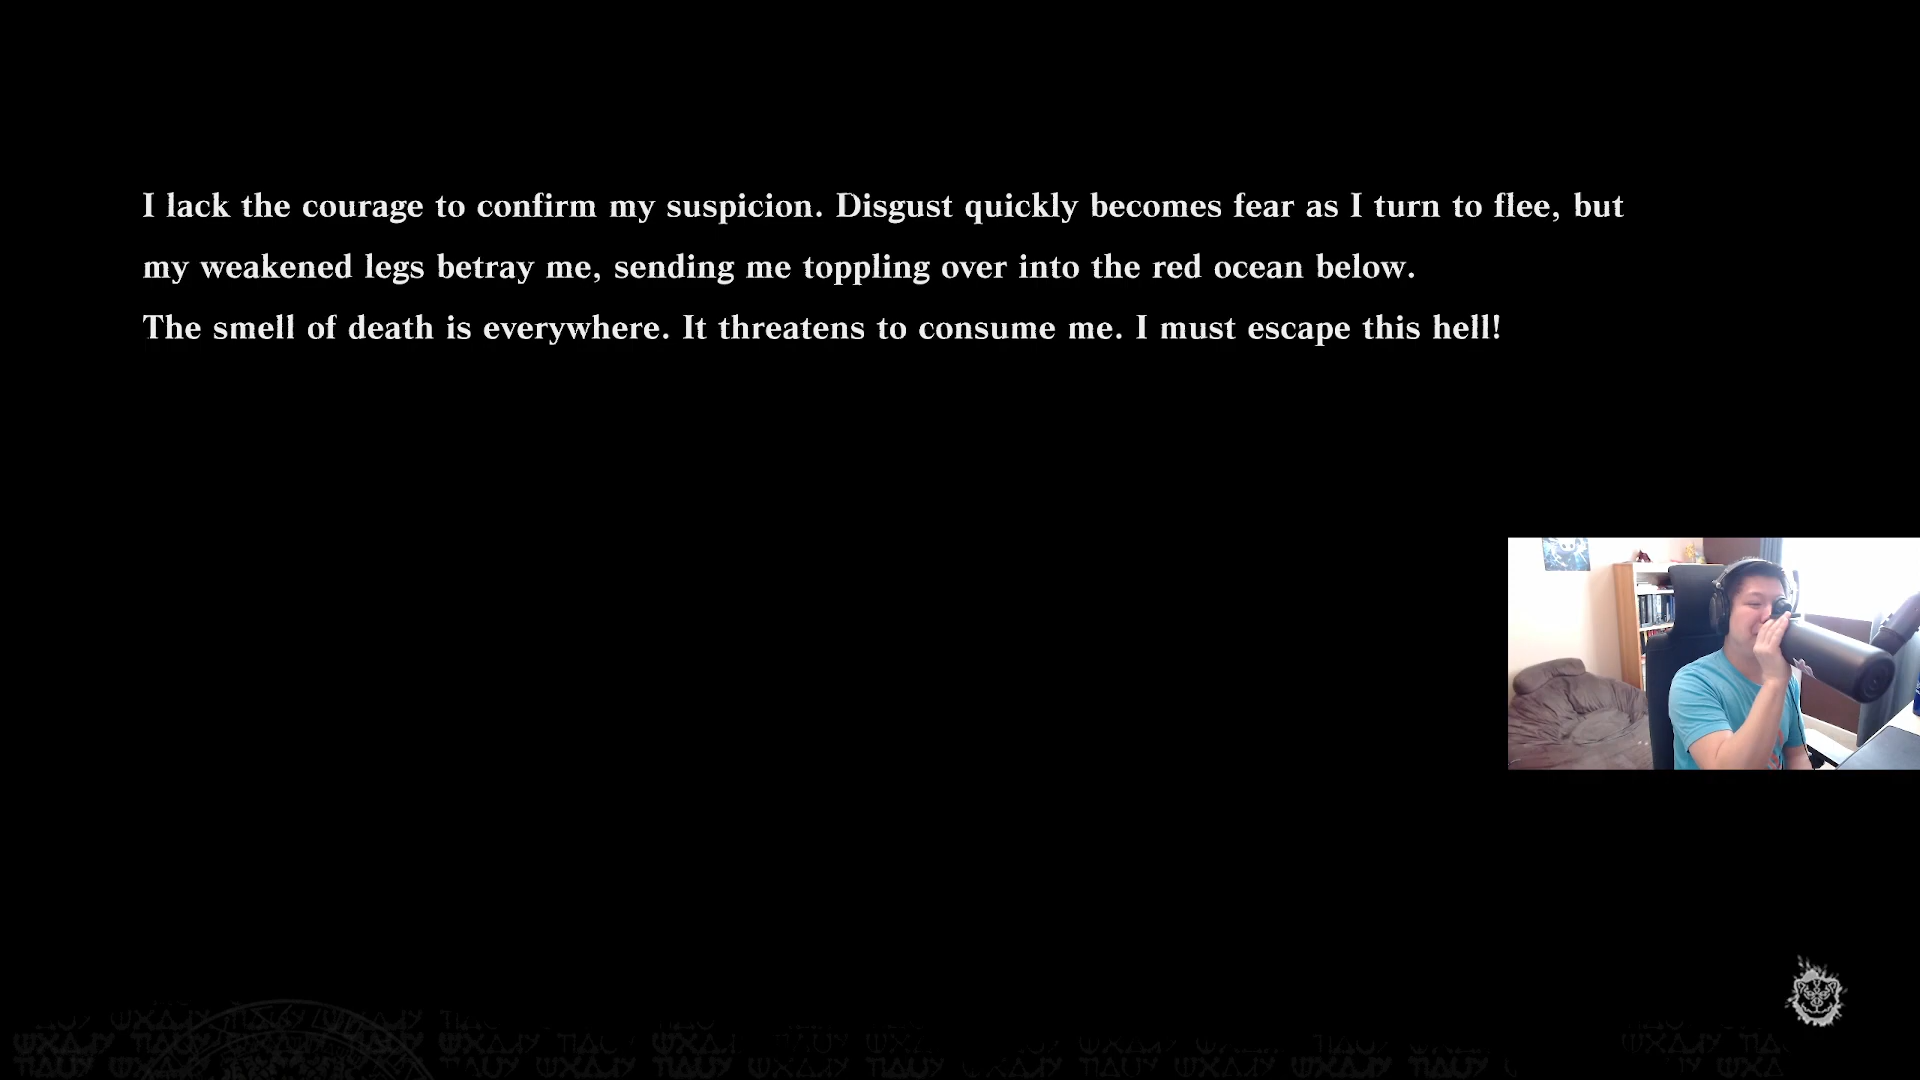 I lack the courage to confirm my suspicion. Disgust quickly becomes fear as I turn to flee, but
my weakened legs betray me, sending me toppling over into the red ocean below.
The smell of death is everywhere. It threatens to consume me. I must escape this hell!